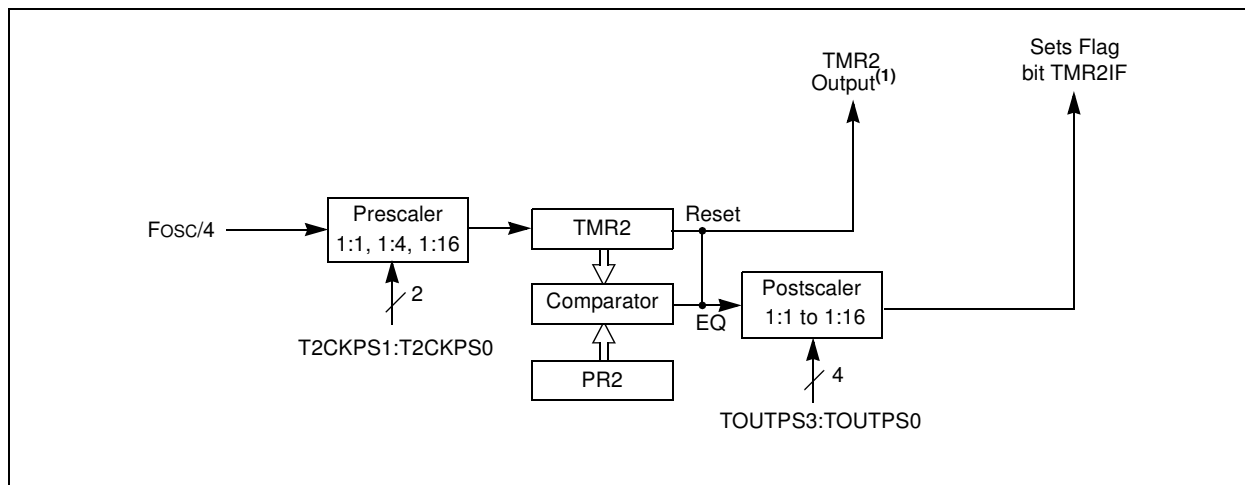 TMR2
Output(1)
Sets Flag
bit TMR2IF
Prescaler
1:1, 1:4, 1:16
FOSC/4
TMR2
Reset
2
Comparator
EQ
Postscaler
1:1 to 1:16
T2CKPS1:T2CKPS0
PR2
4
TOUTPS3:TOUTPS0